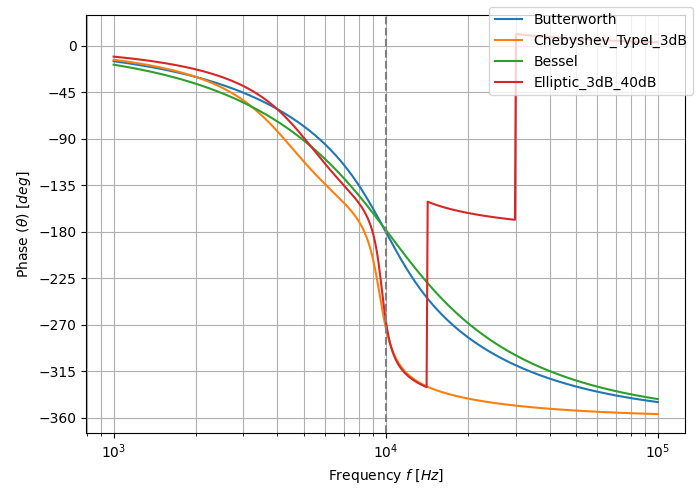 Butterworth
Chebyshev_TypeI_3dB
Bessel
Elliptic_3dB_40dB
0
−45
−90
−135
−180
−225
−270
−315
−360
Phase (θ) [deg]
10³
10⁴
10⁵
Frequency f [Hz]